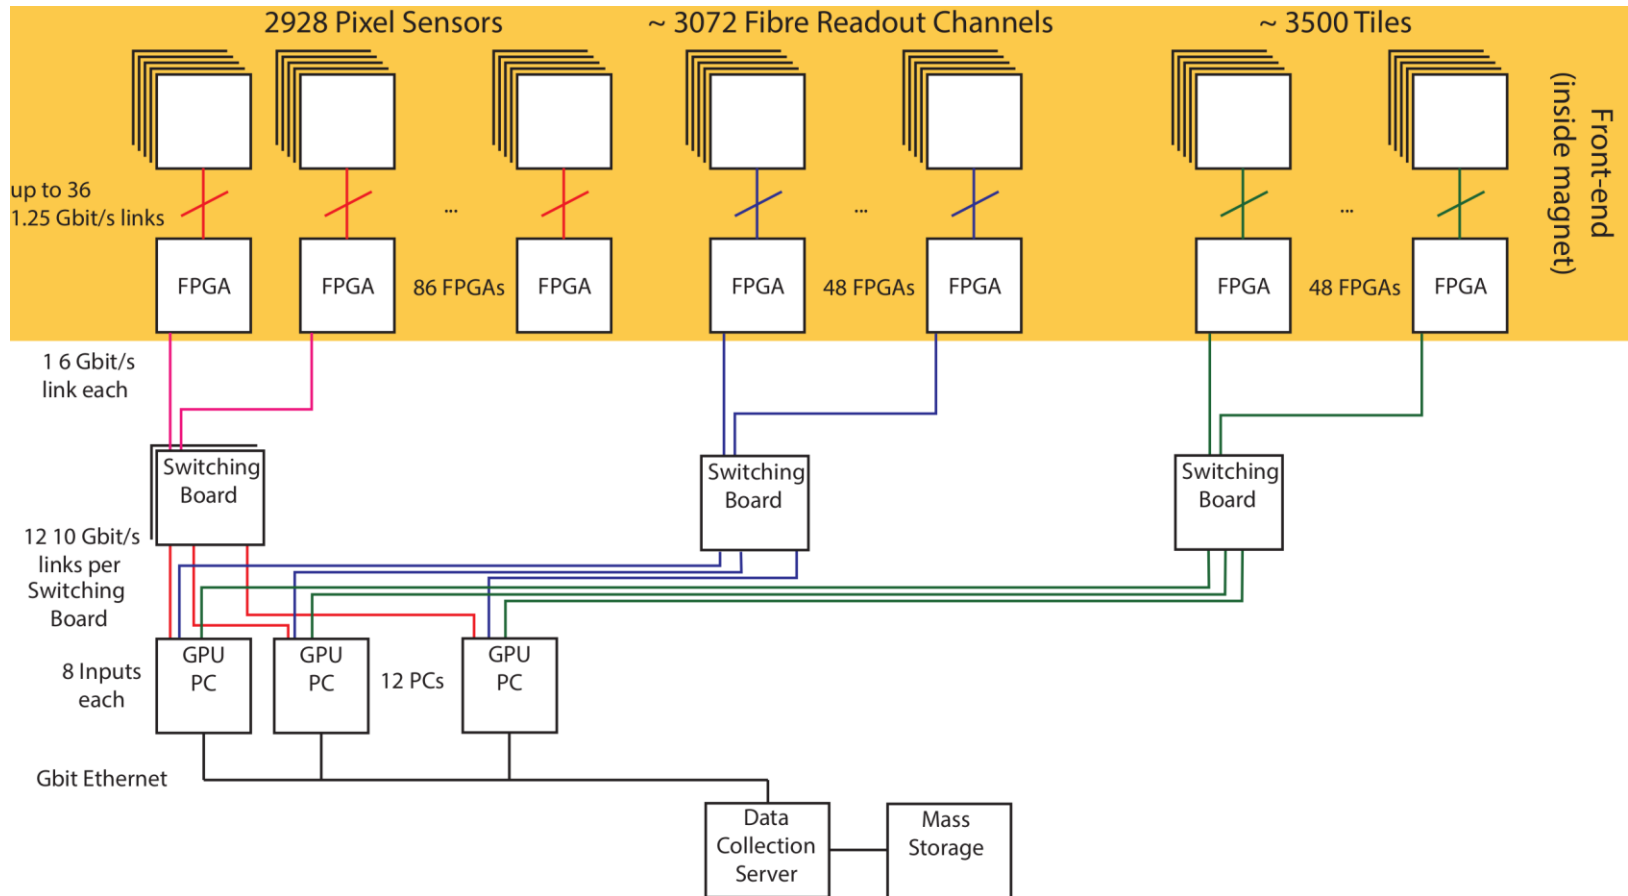 2928 Pixel Sensors
~ 3072 Fibre Readout Channels
~ 3500 Tiles
Front-end
(inside magnet)
up to 36
1.25 Gbit/s links
...
...
...
FPGA
FPGA
86 FPGAs
FPGA
FPGA
48 FPGAs
FPGA
FPGA
48 FPGAs
FPGA
1 6 Gbit/s
link each
Switching
Board
Switching
Board
Switching
Board
12 10 Gbit/s
links per
Switching
Board
8 Inputs
each
GPU
PC
GPU
PC
12 PCs
GPU
PC
Gbit Ethernet
Data
Collection
Server
Mass
Storage